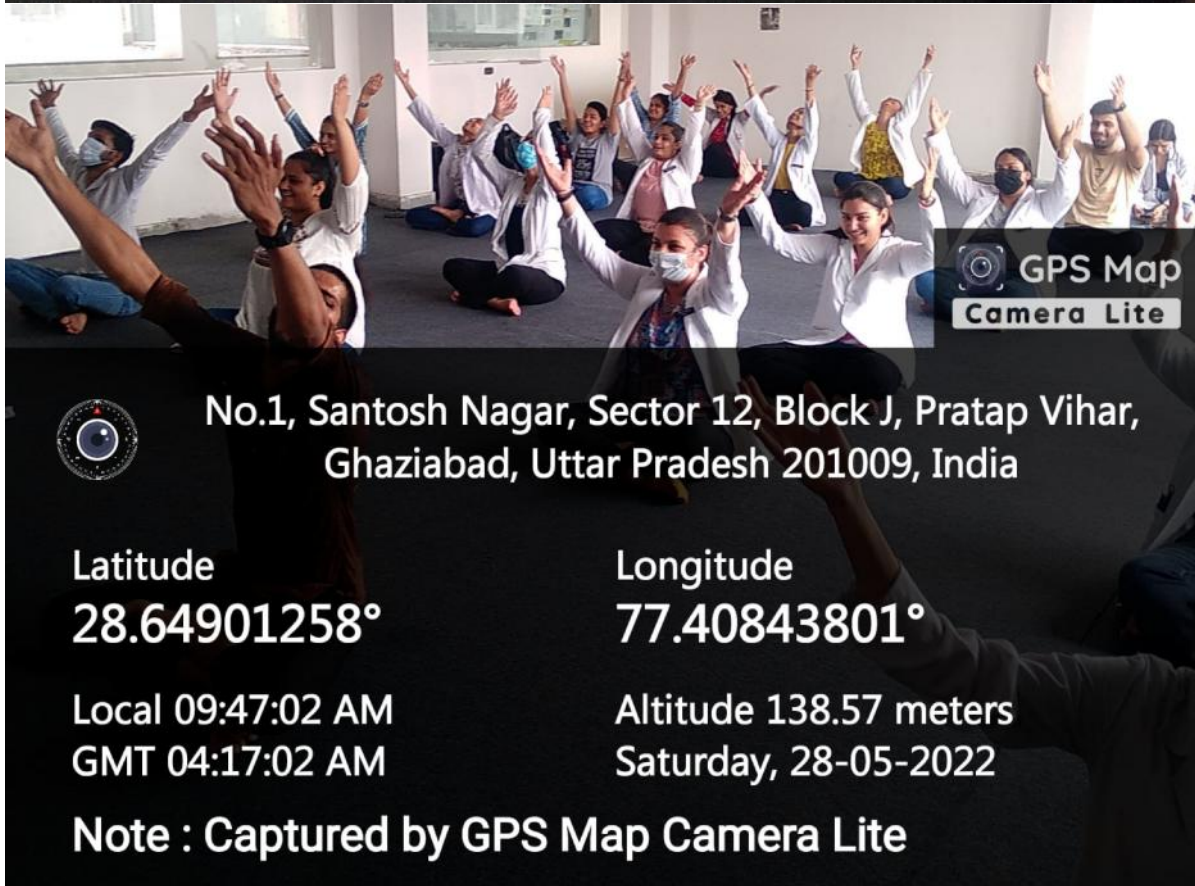 GPS Map
Camera Lite
No.1, Santosh Nagar, Sector 12, Block J, Pratap Vihar,
Ghaziabad, Uttar Pradesh 201009, India
Latitude
28.64901258°
Longitude
77.40843801°
Local 09:47:02 AM
GMT 04:17:02 AM
Altitude 138.57 meters
Saturday, 28-05-2022
Note : Captured by GPS Map Camera Lite